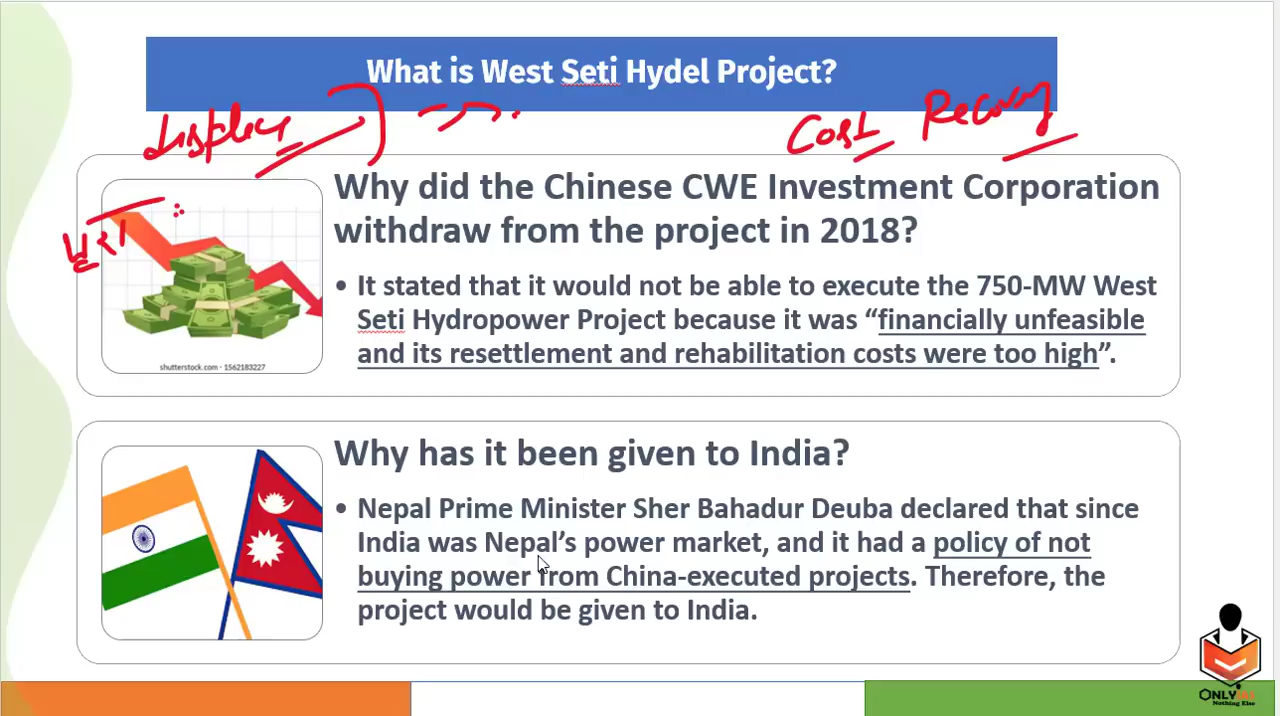 What is West Seti Hydel Project?
Cost Recovery
Why did the Chinese CWE Investment Corporation
withdraw from the project in 2018?
• It stated that it would not be able to execute the 750-MW West
Seti Hydropower Project because it was “financially unfeasible
and its resettlement and rehabilitation costs were too high”.
shutterstock.com · 1562183227
Why has it been given to India?
• Nepal Prime Minister Sher Bahadur Deuba declared that since
India was Nepal’s power market, and it had a policy of not
buying power from China-executed projects. Therefore, the
project would be given to India.
ONLY IAS
Nothing Else